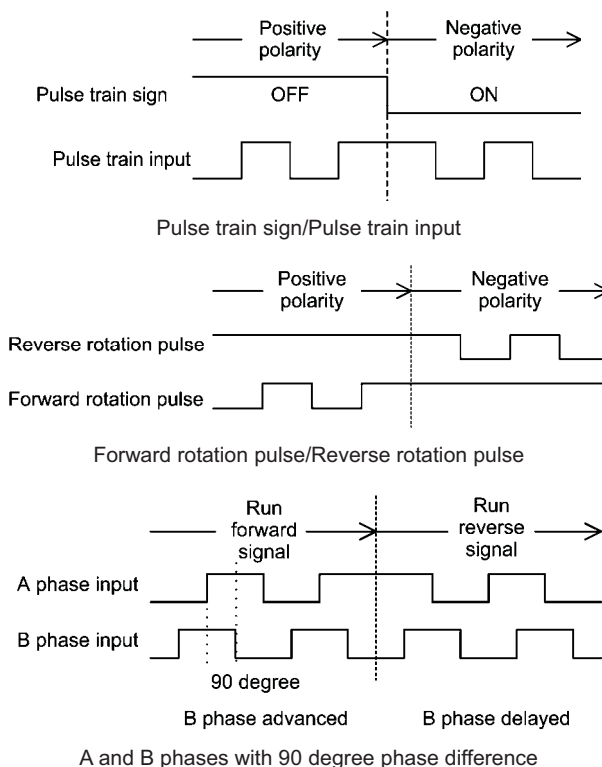 Positive polarity
Negative polarity
Pulse train sign
OFF
ON
Pulse train input
Pulse train sign/Pulse train input
Positive polarity
Negative polarity
Reverse rotation pulse
Forward rotation pulse
Forward rotation pulse/Reverse rotation pulse
Run forward signal
Run reverse signal
A phase input
B phase input
90 degree
B phase advanced
B phase delayed
A and B phases with 90 degree phase difference